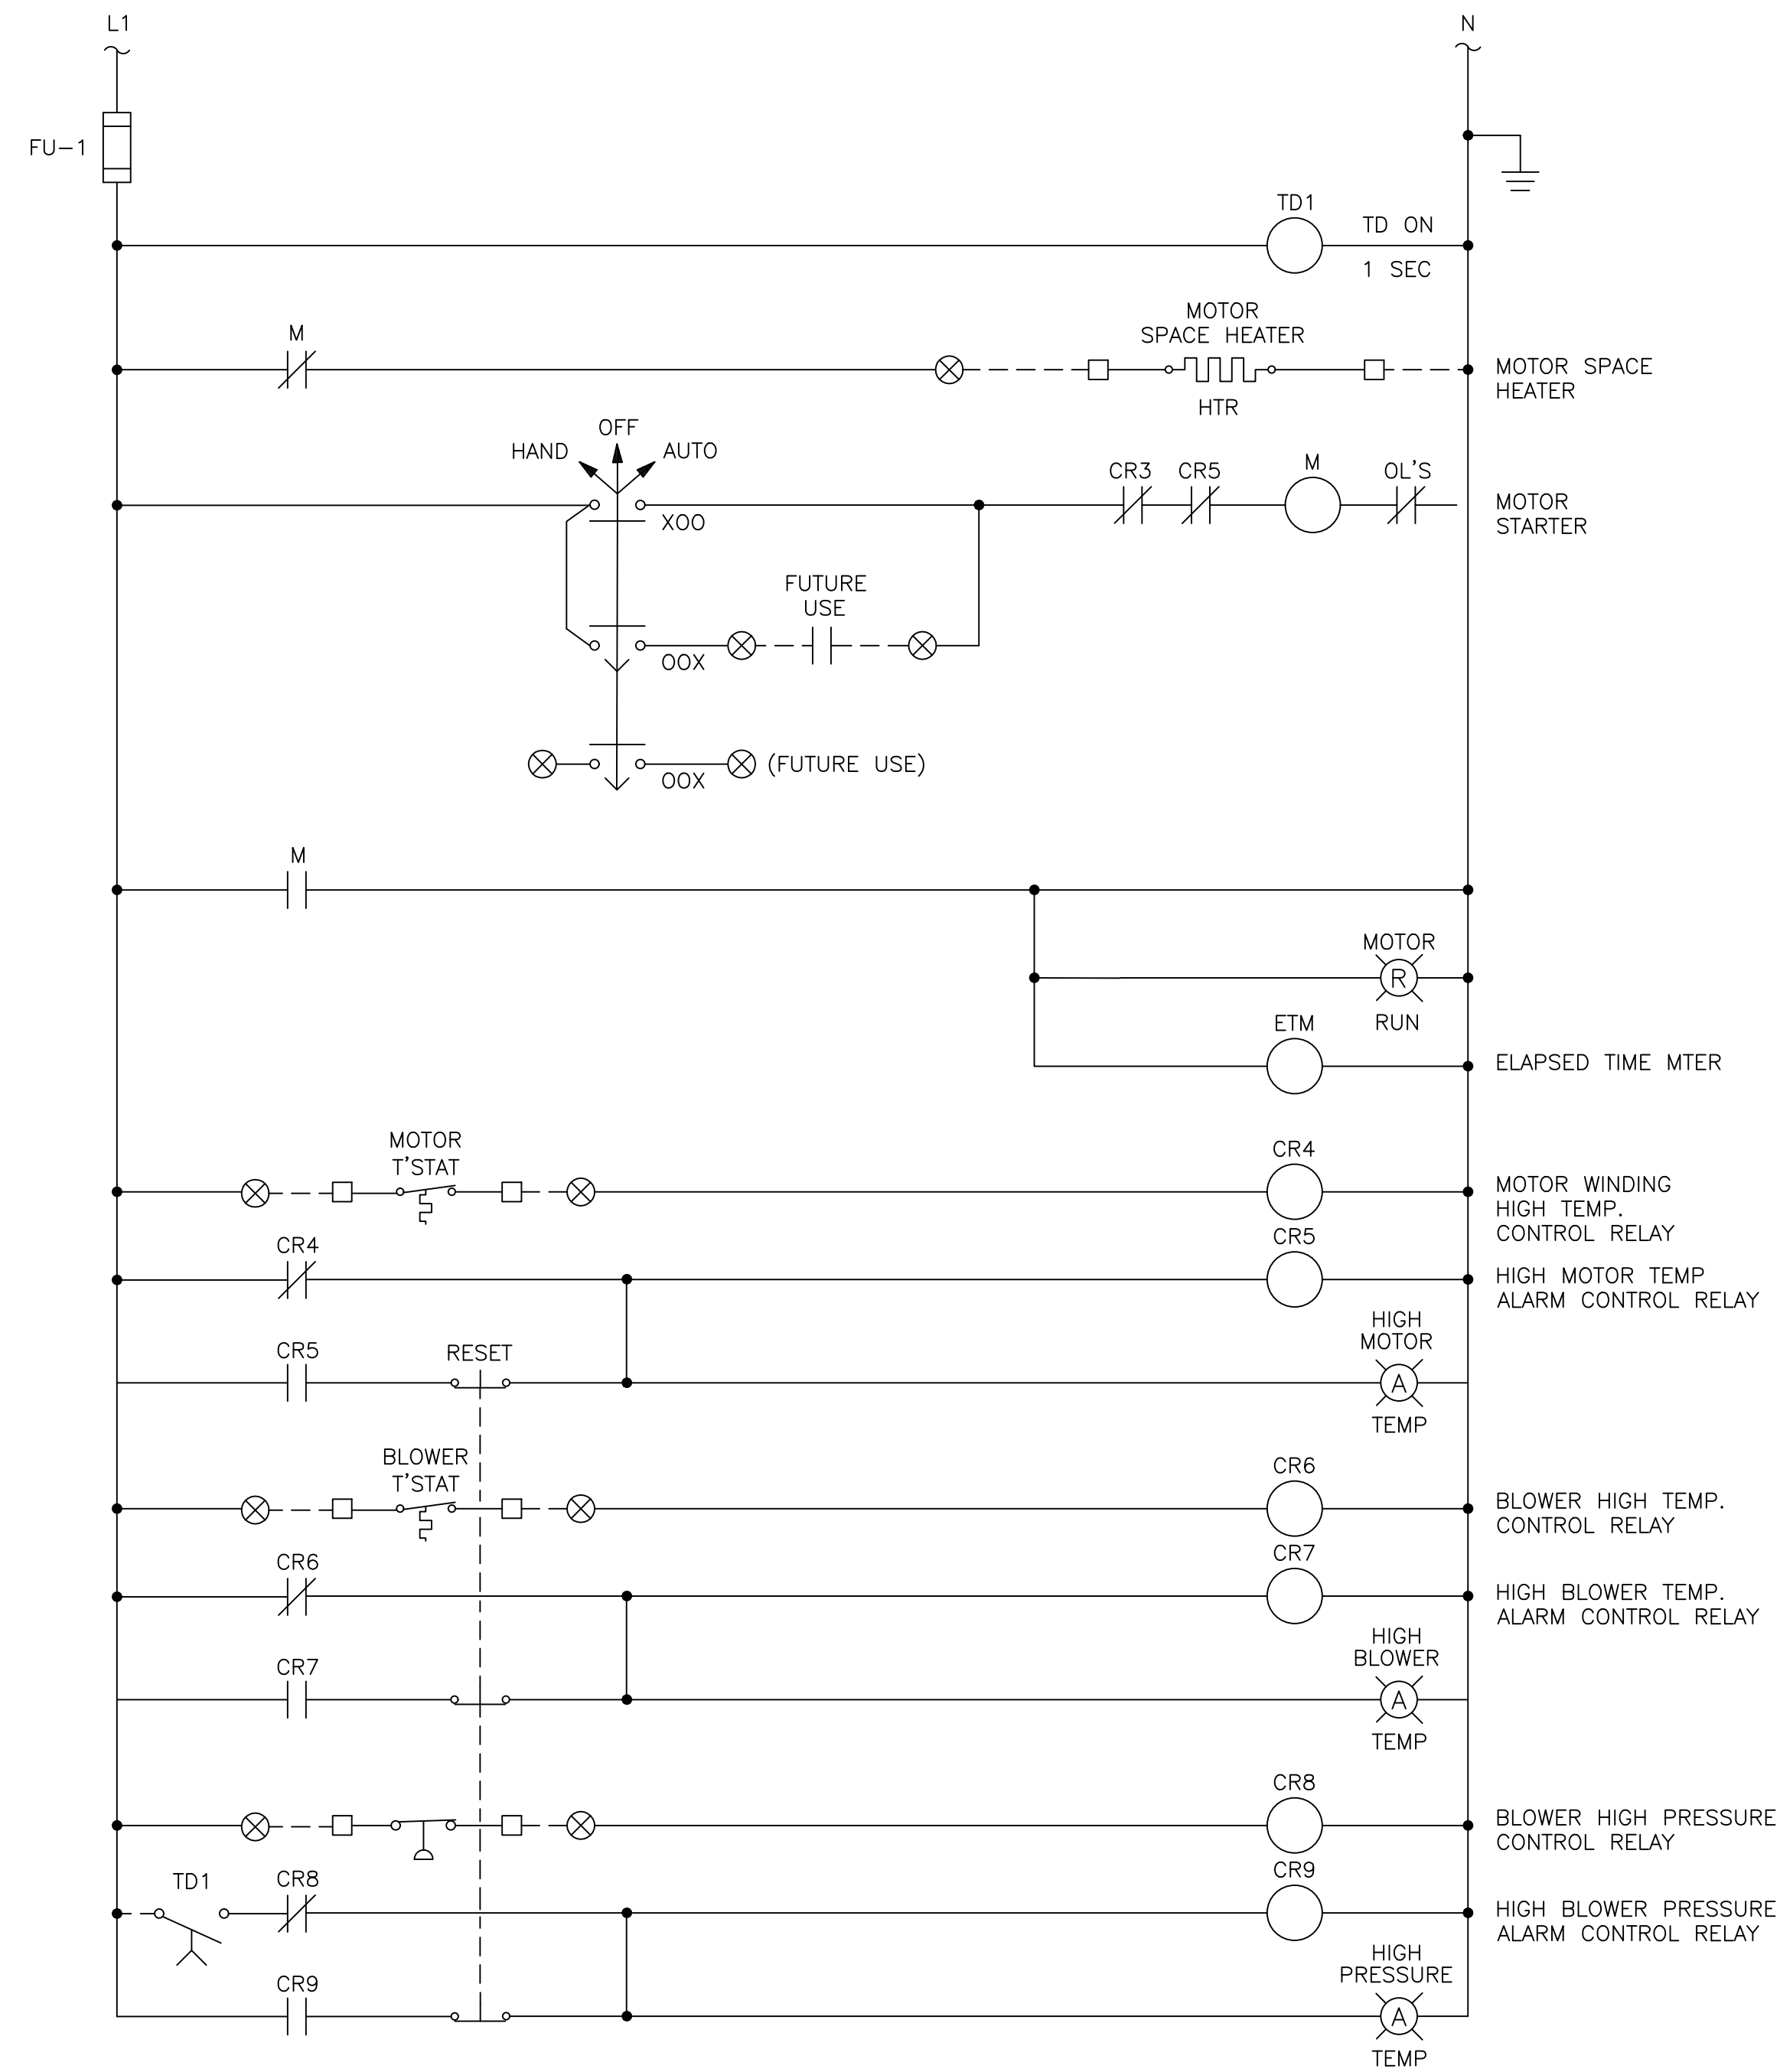 L1
N
FU-1
TD1
TD ON
1 SEC
MOTOR
SPACE HEATER
M
HTR
MOTOR SPACE
HEATER
OFF
HAND
AUTO
XOO
CR3
CR5
M
OL'S
MOTOR
STARTER
FUTURE
USE
OOX
(FUTURE USE)
OOX
M
MOTOR
R
RUN
ETM
ELAPSED TIME MTER
MOTOR
T'STAT
CR4
MOTOR WINDING
HIGH TEMP.
CONTROL RELAY
CR4
CR5
HIGH MOTOR TEMP
ALARM CONTROL RELAY
CR5
RESET
HIGH
MOTOR
A
TEMP
BLOWER
T'STAT
CR6
BLOWER HIGH TEMP.
CONTROL RELAY
CR6
CR7
HIGH BLOWER TEMP.
ALARM CONTROL RELAY
CR7
HIGH
BLOWER
A
TEMP
CR8
BLOWER HIGH PRESSURE
CONTROL RELAY
TD1
CR8
CR9
HIGH BLOWER PRESSURE
ALARM CONTROL RELAY
CR9
HIGH
PRESSURE
A
TEMP